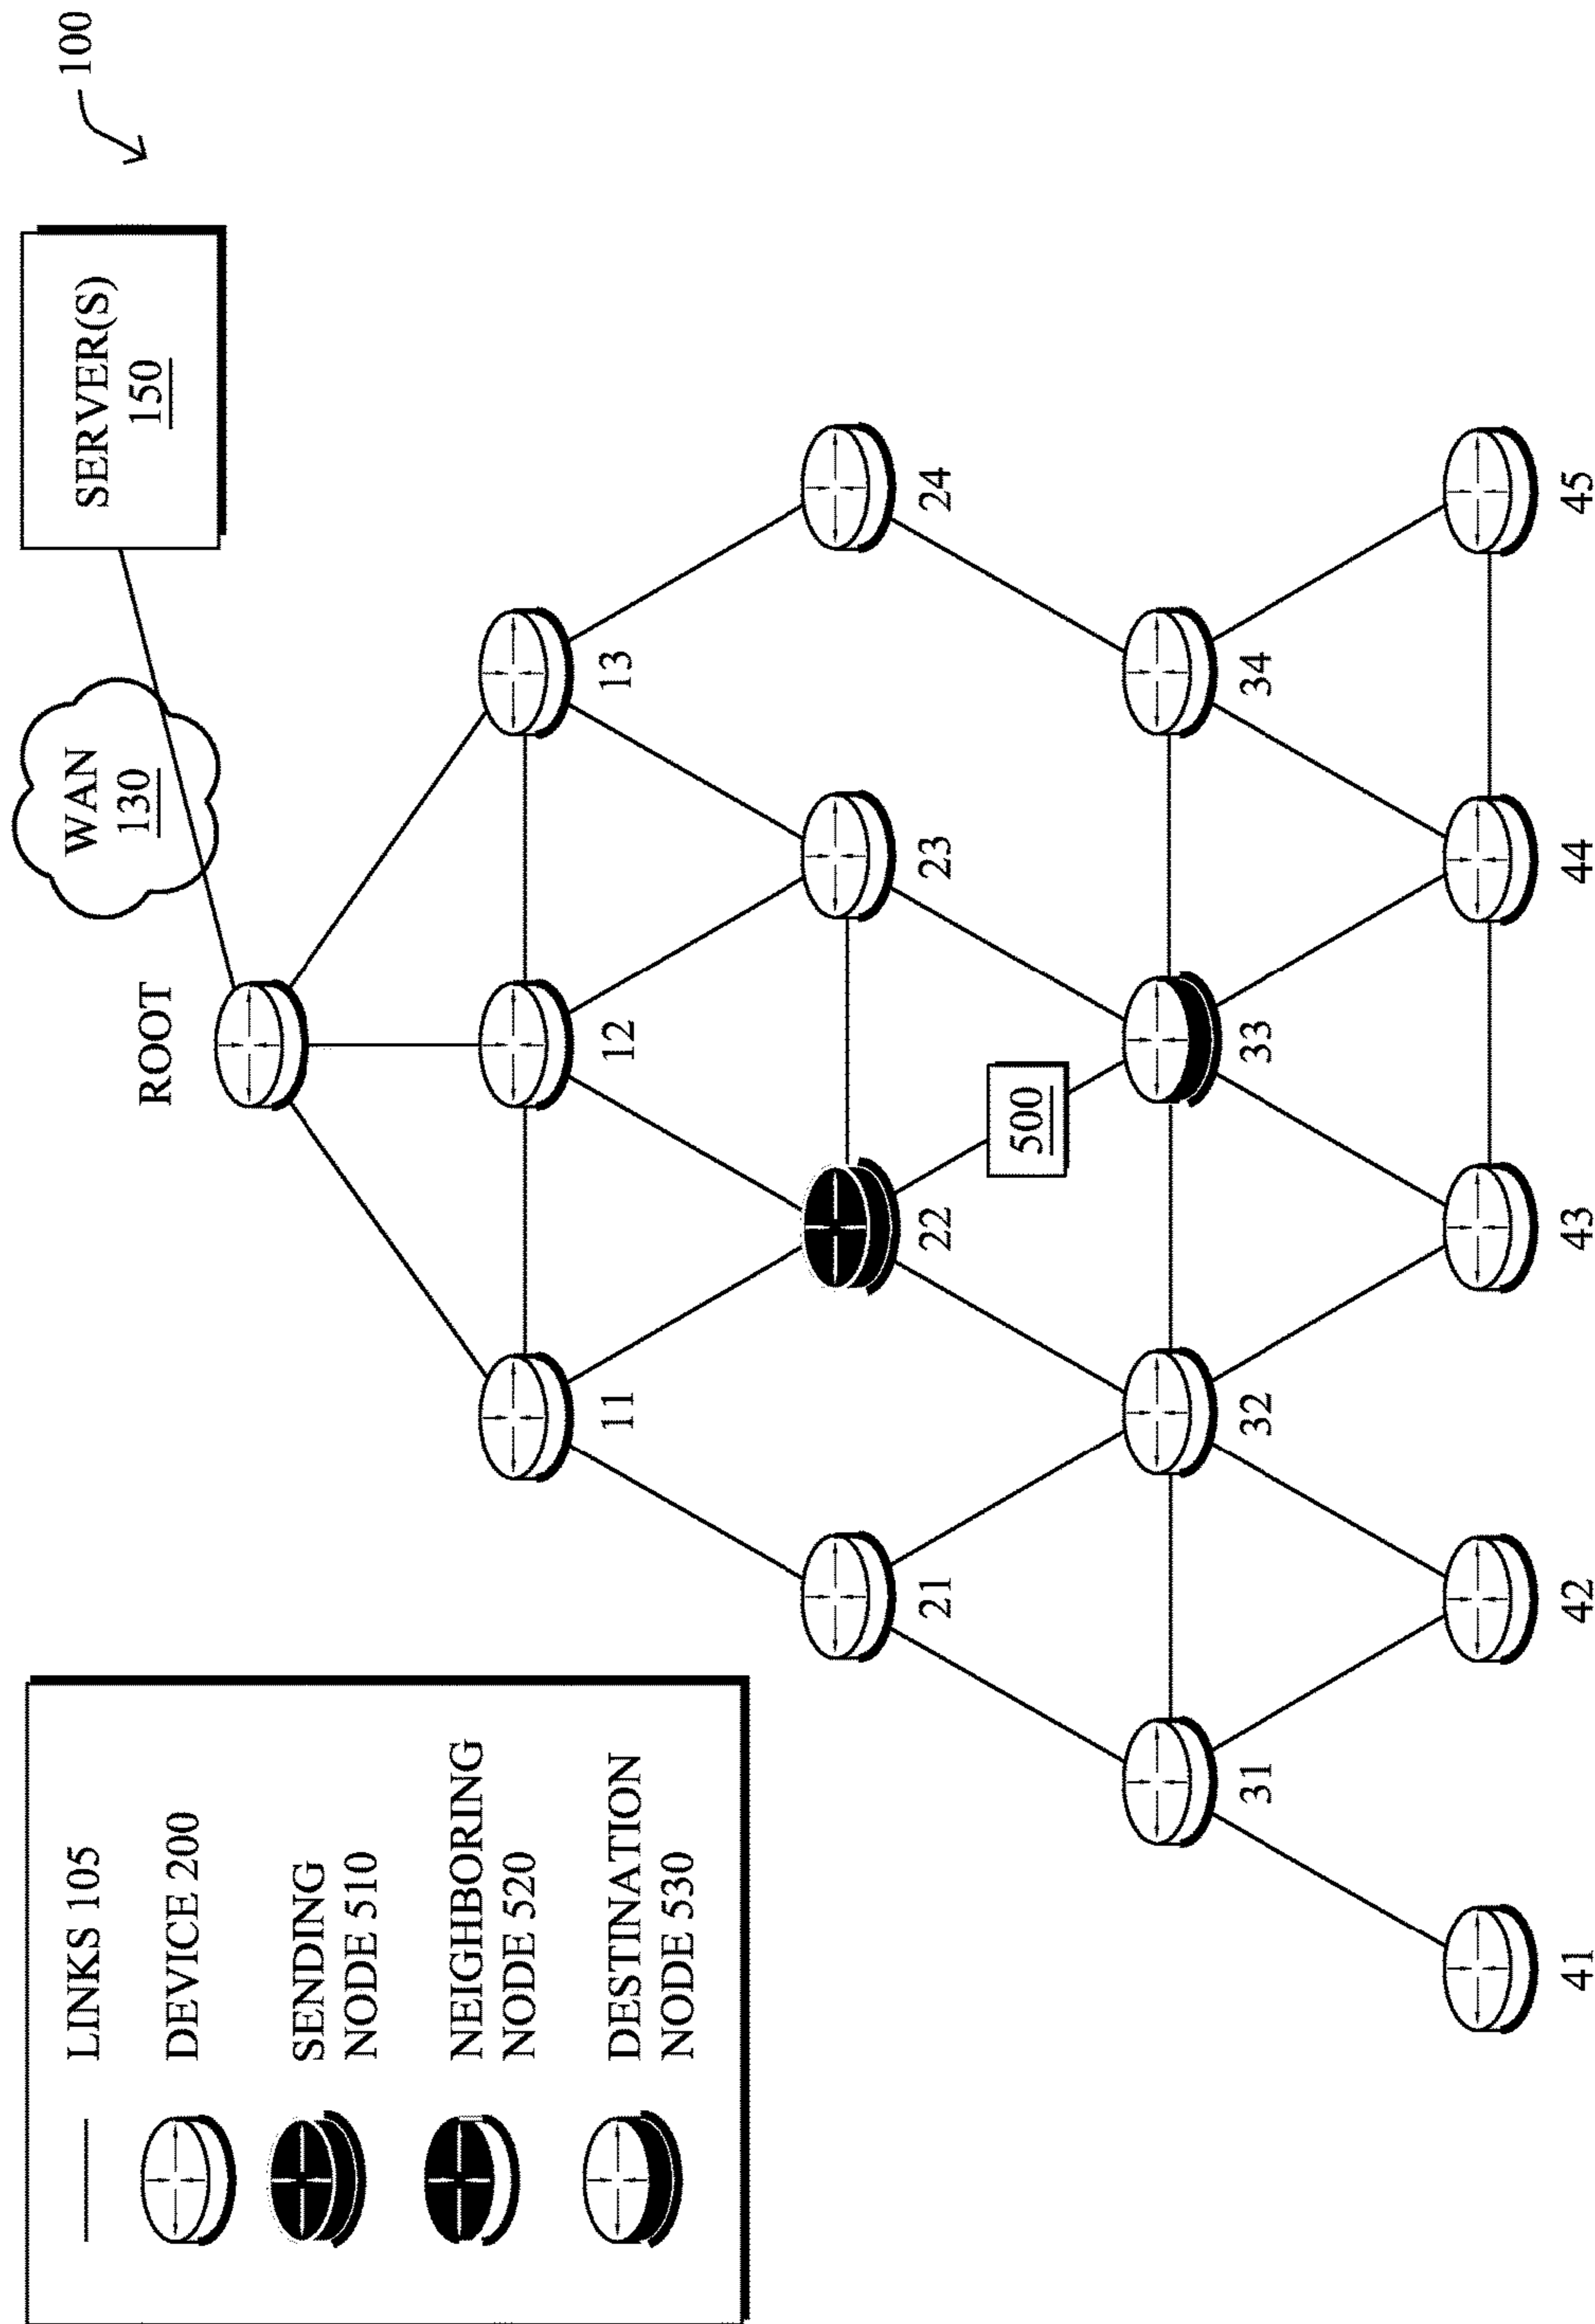 LINKS 105
DEVICE 200
SENDING
NODE 510
NEIGHBORING
NODE 520
DESTINATION
NODE 530
WAN
130
SERVER(S)
150
100
ROOT
11
12
13
21
22
23
24
500
31
32
33
34
41
42
43
44
45